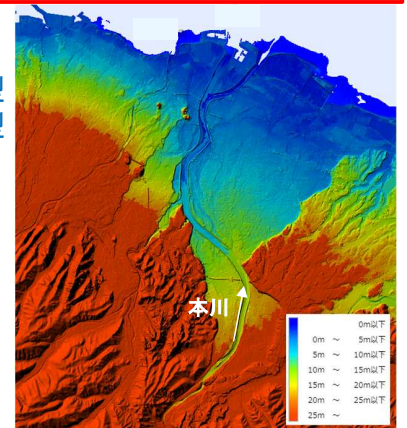 本川
0m以下
0m ～ 5m以下
5m ～ 10m以下
10m ～ 15m以下
15m ～ 20m以下
20m ～ 25m以下
25m ～